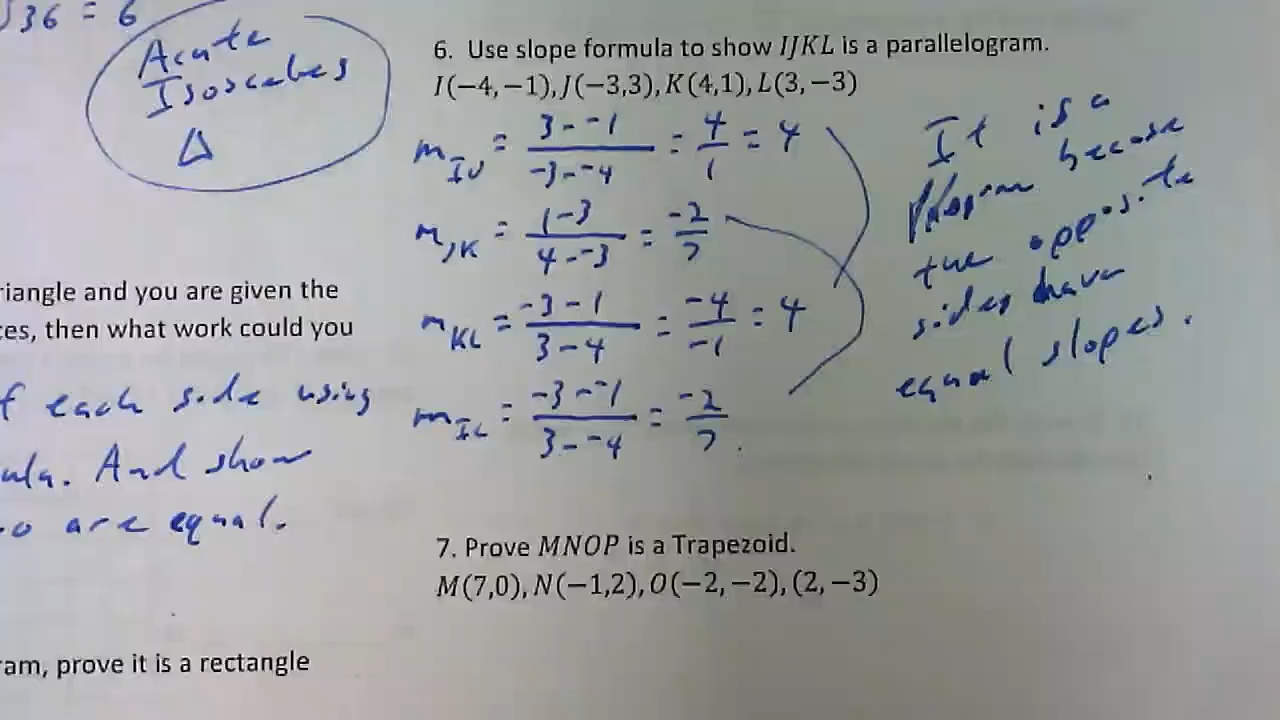 √36 = 6
Acute
Isosceles
Δ
riangle and you are given the
ces, then what work could you
f each side using
ula. And show
o are equal.
ram, prove it is a rectangle
6. Use slope formula to show IJKL is a parallelogram.
I(−4,−1), J(−3,3), K(4,1), L(3,−3)
m_IJ = (3--1)/(-3--4) = 4/1 = 4
m_JK = (1-3)/(4--3) = -2/7
m_KL = (-3-1)/(3-4) = -4/-1 = 4
m_IL = (-3--1)/(3--4) = -2/7.
It is a
pllogram because
the opposite
sides have
equal slopes.
7. Prove MNOP is a Trapezoid.
M(7,0), N(−1,2), O(−2,−2), (2,−3)